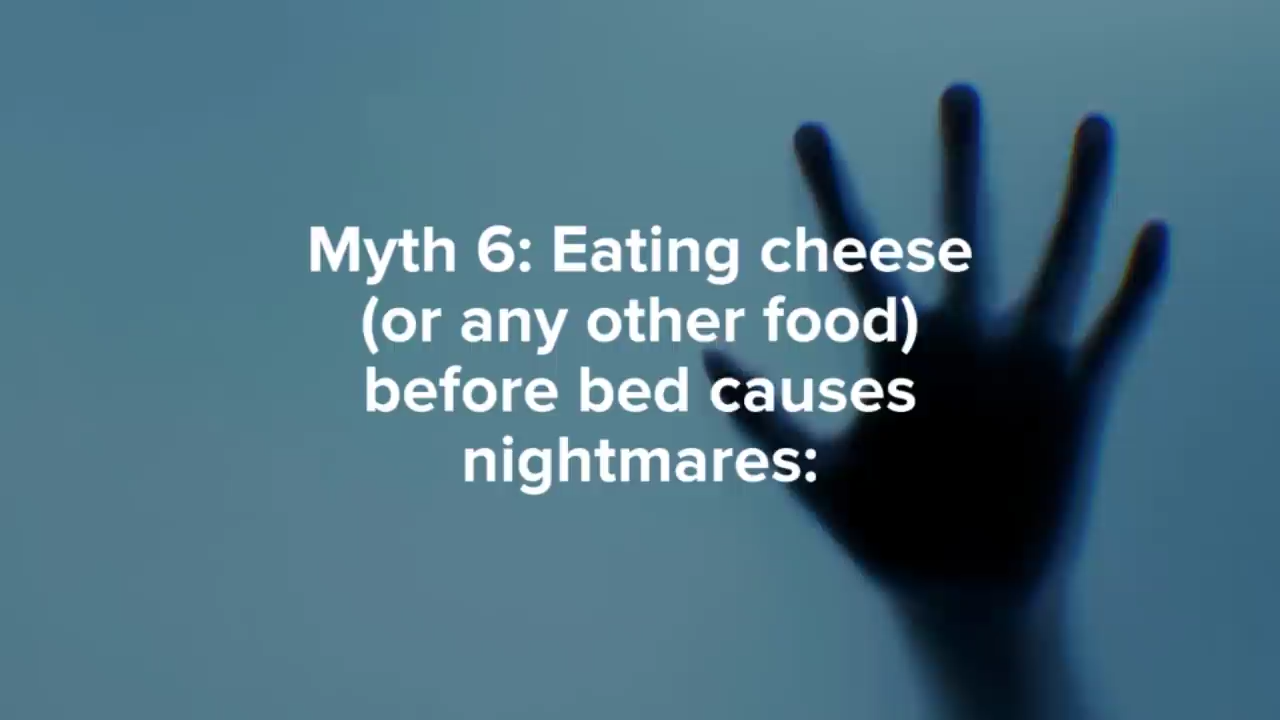 Myth 6: Eating cheese
(or any other food)
before bed causes
nightmares: